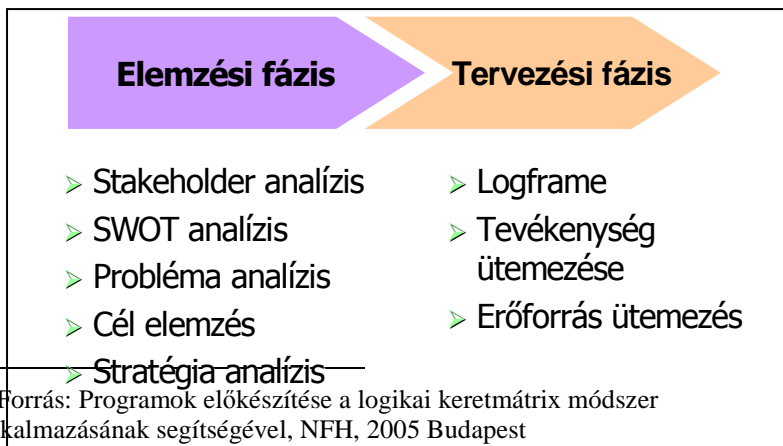 Elemzési fázis
Tervezési fázis
Stakeholder analízis
SWOT analízis
Probléma analízis
Cél elemzés
Stratégia analízis
Logframe
Tevékenység
ütemezése
Erőforrás ütemezés
Forrás: Programok előkészítése a logikai keretmátrix módszer
kalmazásának segítségével, NFH, 2005 Budapest